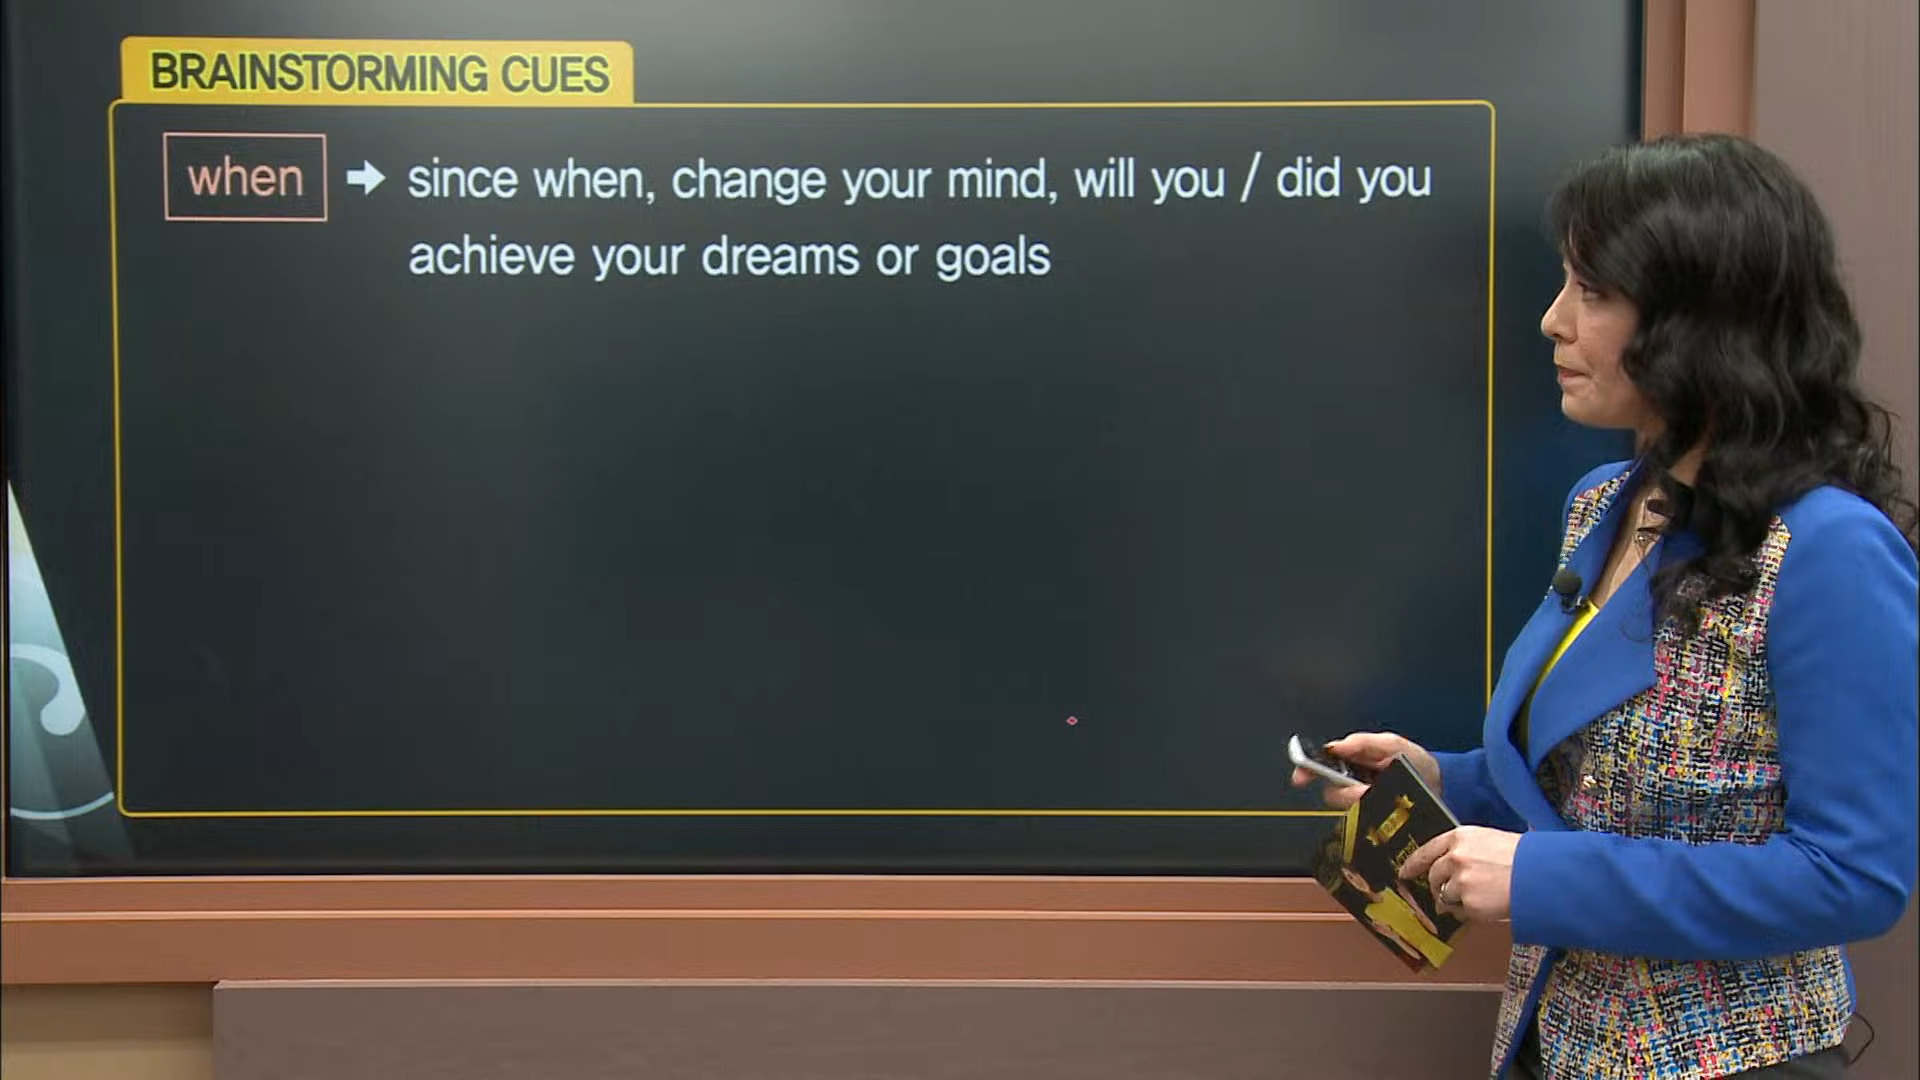 BRAINSTORMING CUES
when → since when, change your mind, will you / did you
achieve your dreams or goals